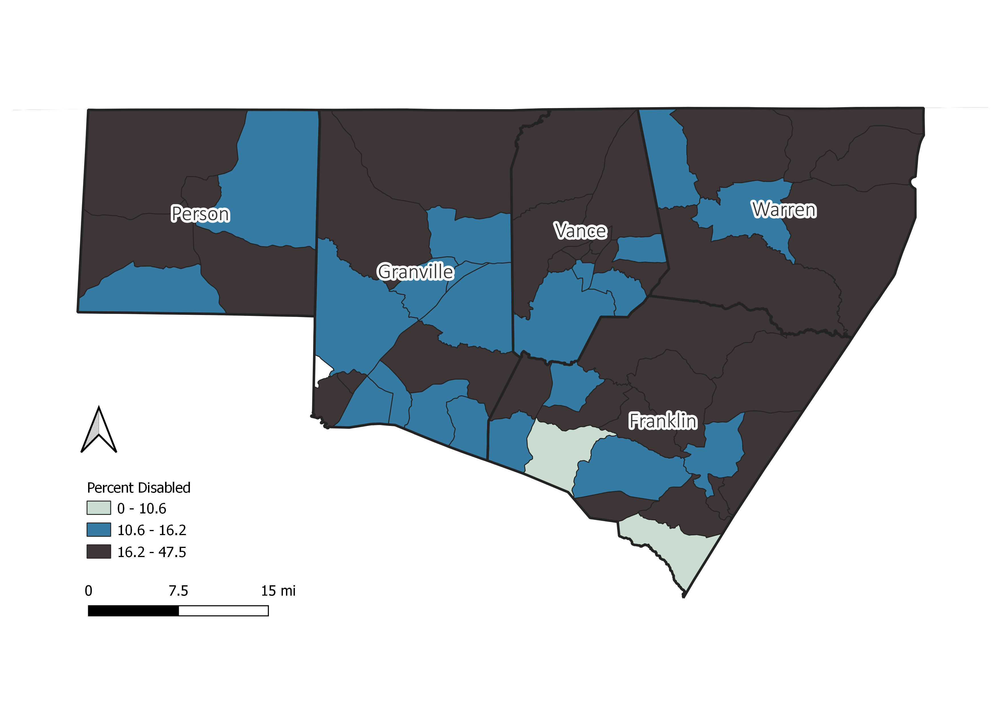 Person
Warren
Vance
Granville
Franklin
Percent Disabled
0 - 10.6
10.6 - 16.2
16.2 - 47.5
0 7.5 15 mi